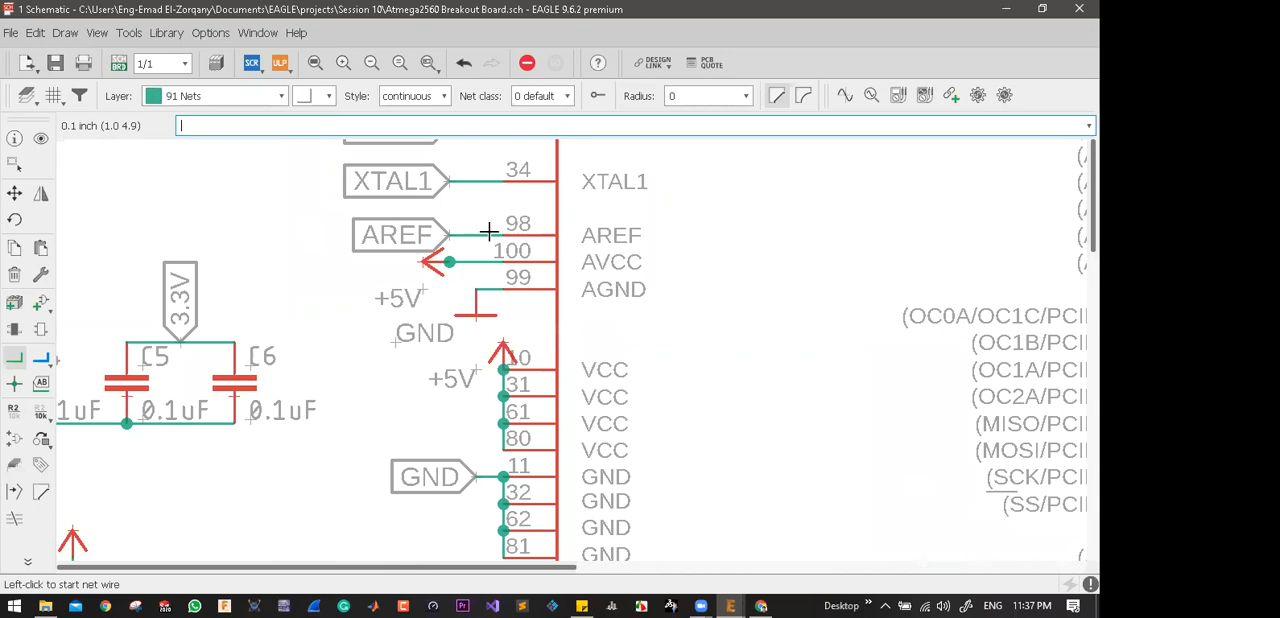 1 Schematic - C:\Users\Eng-Emad El-Zorqany\Documents\EAGLE\projects\Session 10\Atmega2560 Breakout Board.sch - EAGLE 9.6.2 premium
File Edit Draw View Tools Library Options Window Help
SCH BRD 1/1 SCR ULP DESIGN LINK PCB QUOTE
Layer: 91 Nets Style: continuous Net class: 0 default Radius: 0
0.1 inch (1.0 4.9)
XTAL1 34 XTAL1
AREF 98 AREF
100 AVCC
+5V 99 AGND
GND
3.3V
(OC0A/OC1C/PCI
(OC1B/PCI
C5 C6 +5V 10 VCC (OC1A/PCI
31 VCC (OC2A/PCI
1uF 0.1uF 0.1uF 61 VCC (MISO/PCI
80 VCC (MOSI/PCI
GND 11 GND (SCK/PCI
32 GND (SS/PCI
62 GND
81 GND
Left-click to start net wire
Desktop ENG 11:37 PM